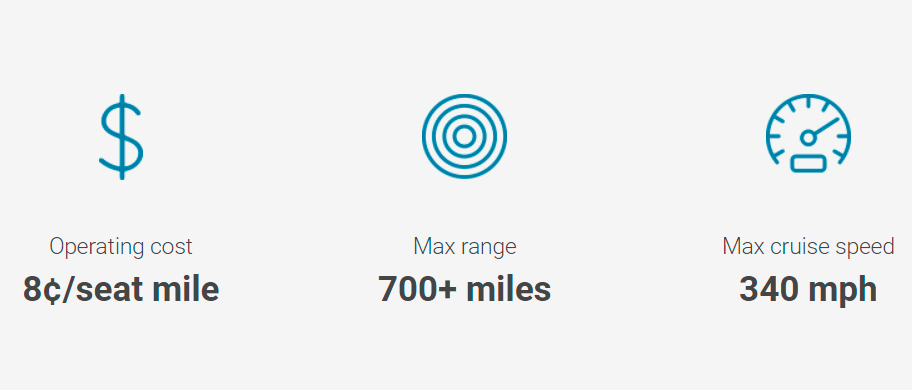 Operating cost
8¢/seat mile
Max range
700+ miles
Max cruise speed
340 mph